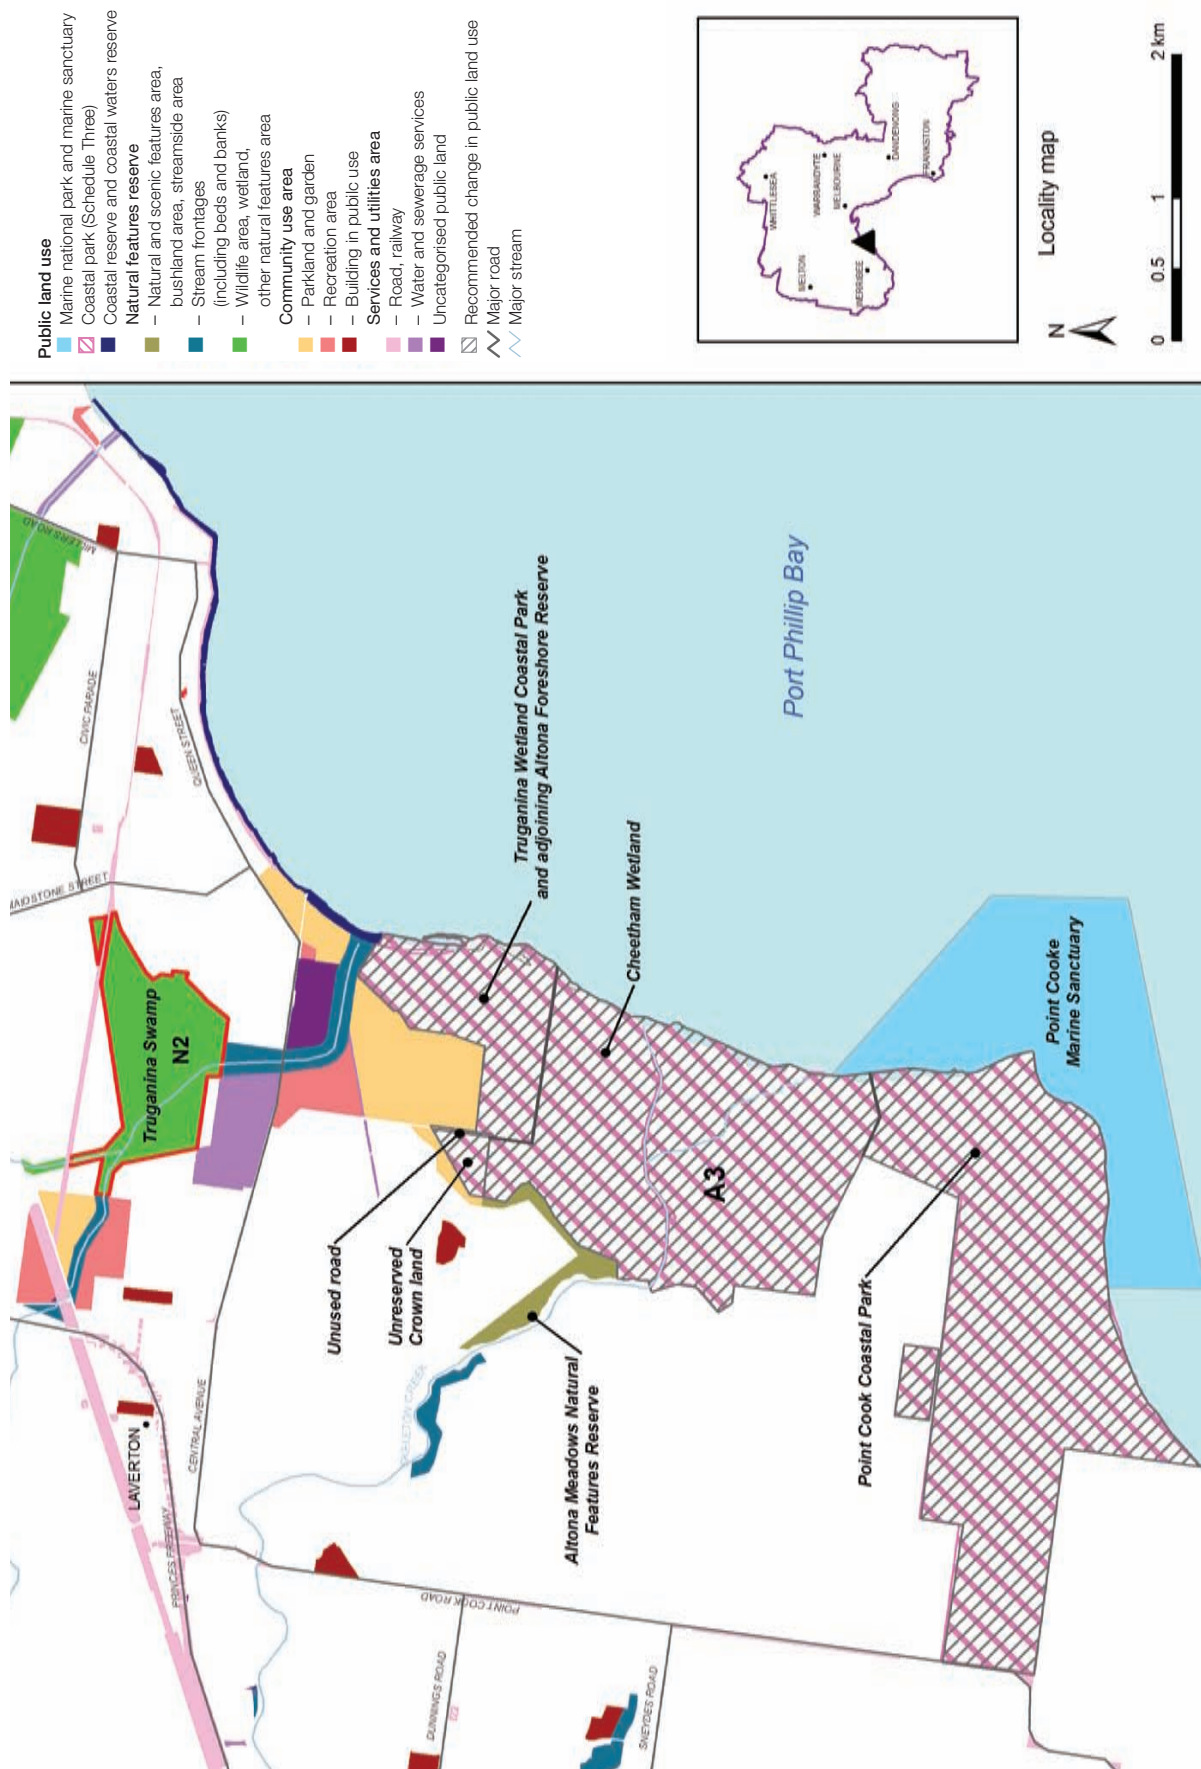 Public land use
Marine national park and marine sanctuary
Coastal park (Schedule Three)
Coastal reserve and coastal waters reserve
Natural features reserve
– Natural and scenic features area,
bushland area, streamside area
– Stream frontages
(including beds and banks)
– Wildlife area, wetland,
other natural features area
Community use area
– Parkland and garden
– Recreation area
– Building in public use
Services and utilities area
– Road, railway
– Water and sewerage services
Uncategorised public land
Recommended change in public land use
Major road
Major stream
WHITTLESEA
MELTON
WARRANDYTE
MELBOURNE
WERRIBEE
DANDENONG
FRANKSTON
Locality map
N
0
0.5
1
2 km
MILLERS ROAD
CIVIC PARADE
QUEEN STREET
MAIDSTONE STREET
Truganina Swamp
N2
LAVERTON
PRINCES FREEWAY
CENTRAL AVENUE
Truganina Wetland Coastal Park
and adjoining Altona Foreshore Reserve
Port Phillip Bay
Cheetham Wetland
Unused road
Unreserved
Crown land
SKELETON CREEK
Altona Meadows Natural
Features Reserve
A3
Point Cooke
Marine Sanctuary
Point Cook Coastal Park
POINT COOK ROAD
DUNNINGS ROAD
SNEYDES ROAD